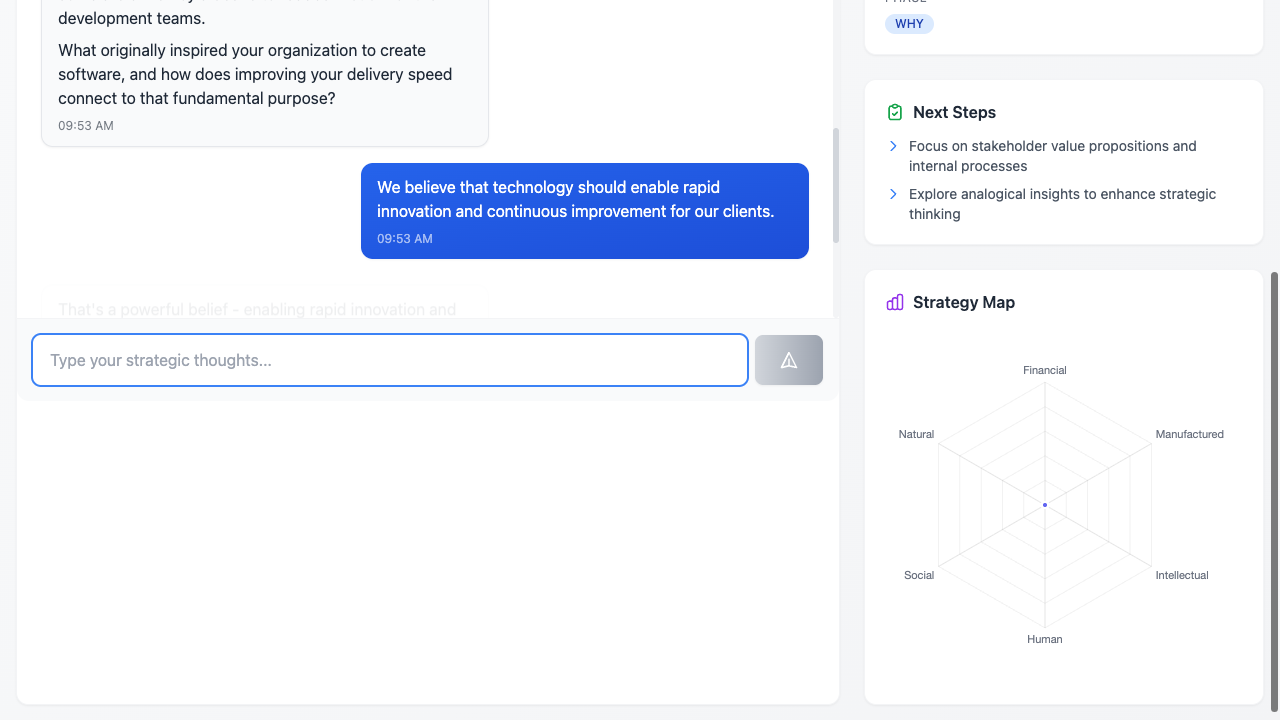 development teams.
What originally inspired your organization to create
software, and how does improving your delivery speed
connect to that fundamental purpose?
09:53 AM
We believe that technology should enable rapid
innovation and continuous improvement for our clients.
09:53 AM
That's a powerful belief - enabling rapid innovation and
Type your strategic thoughts...
WHY
Next Steps
Focus on stakeholder value propositions and
internal processes
Explore analogical insights to enhance strategic
thinking
Strategy Map
Financial
Natural
Manufactured
Social
Intellectual
Human